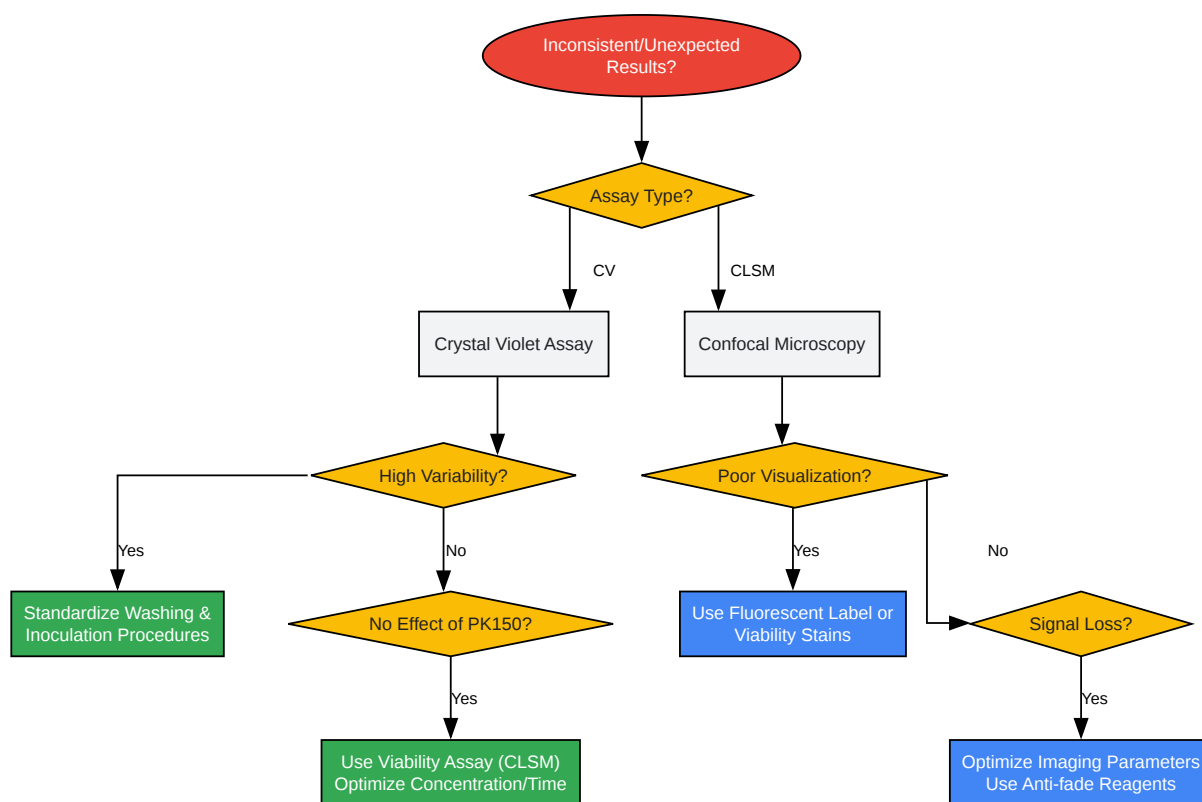 Inconsistent/Unexpected
Results?
Assay Type?
CV
CLSM
Crystal Violet Assay
Confocal Microscopy
High Variability?
Poor Visualization?
Yes
No
Yes
No
Standardize Washing &
Inoculation Procedures
No Effect of PK150?
Use Fluorescent Label or
Viability Stains
Signal Loss?
Yes
Yes
Use Viability Assay (CLSM)
Optimize Concentration/Time
Optimize Imaging Parameters
Use Anti-fade Reagents